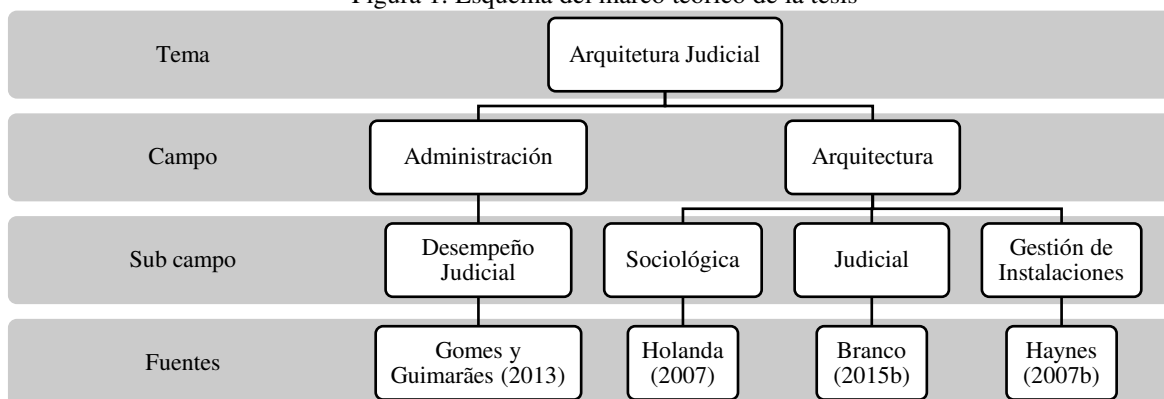 Figura 1. Esquema del marco teórico de la tesis
Tema
Arquitetura Judicial
Campo
Administración
Arquitectura
Sub campo
Desempeño
Judicial
Sociológica
Judicial
Gestión de
Instalaciones
Fuentes
Gomes y
Guimarães (2013)
Holanda
(2007)
Branco
(2015b)
Haynes
(2007b)